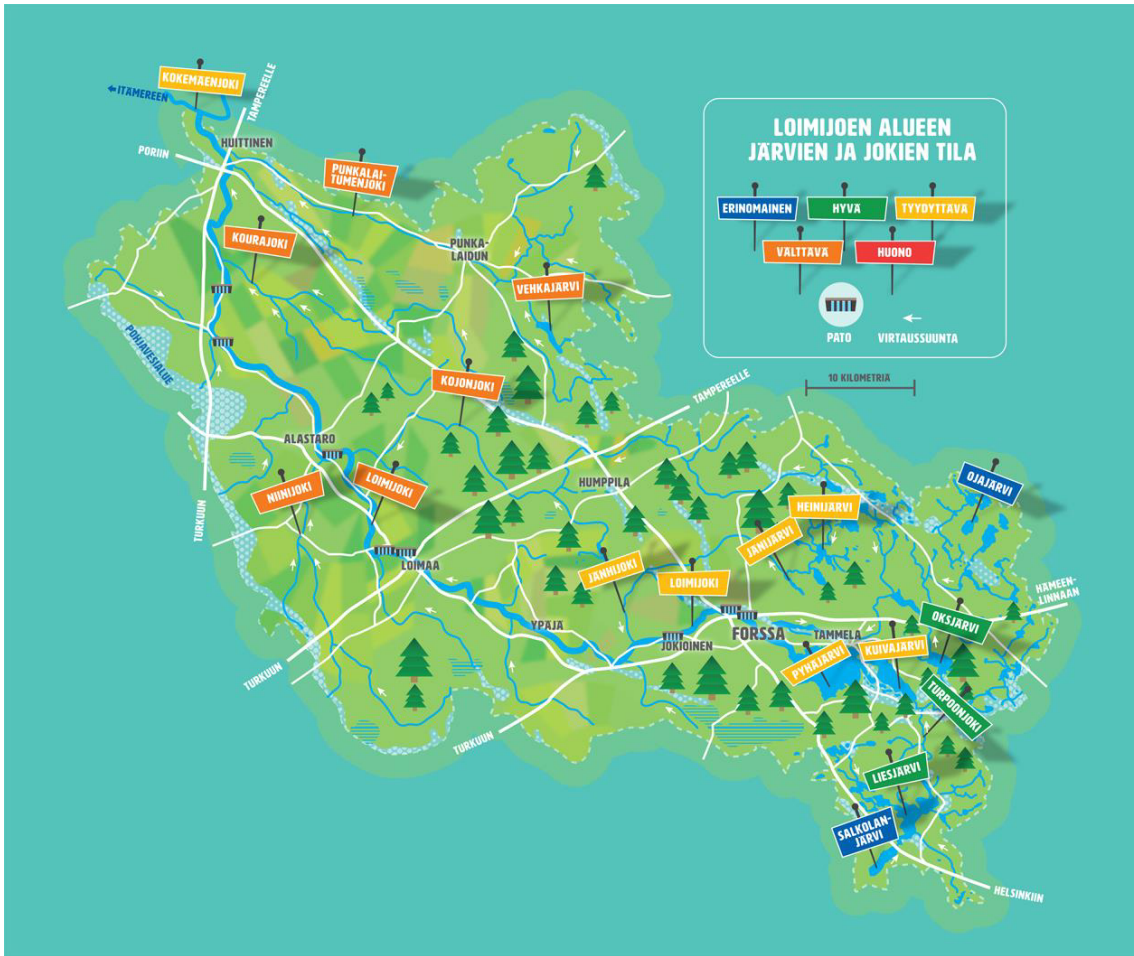 KOKEMÄENJOKI
ITÄMEREEN
TAMPEREELLE
HUITTINEN
PORIIN
PUNKALAI-
TUMENJOKI
LOIMIJOEN ALUEEN
JÄRVIEN JA JOKIEN TILA
ERINOMAINEN
HYVÄ
TYYDYTTÄVÄ
VÄLTTÄVÄ
HUONO
PATO
VIRTAUSSUUNTA
10 KILOMETRIÄ
KOURAJOKI
PUNKA-
LAIDUN
VEHKAJÄRVI
POHJAVESIALUE
KOJONJOKI
TAMPEREELLE
ALASTARO
NIINIJOKI
LOIMIJOKI
TURKUUN
HUMPPILA
HEINIJÄRVI
OJAJÄRVI
JÄNIJÄRVI
LOIMAA
JÄNHIJOKI
LOIMIJOKI
HÄMEEN-
LINNAAN
OKSJÄRVI
YPÄJÄ
JOKIOINEN
FORSSA
TAMMELA
PYHÄJÄRVI
KUIVAJÄRVI
TURKUUN
TURPOONJOKI
TURKUUN
LIESJÄRVI
SALKOLAN-
JÄRVI
HELSINKIIN